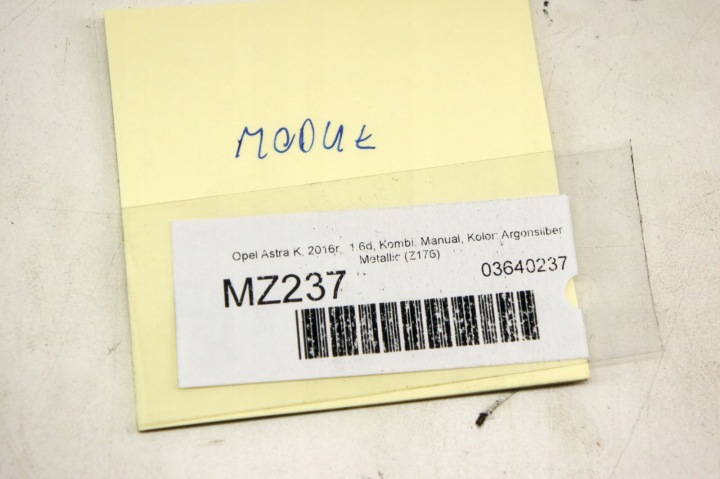 MODUŁ
Opel Astra K, 2016r., 1.6d, Kombi, Manual, Kolor: Argonsilber
Metallic (Z176)
MZ237
03640237